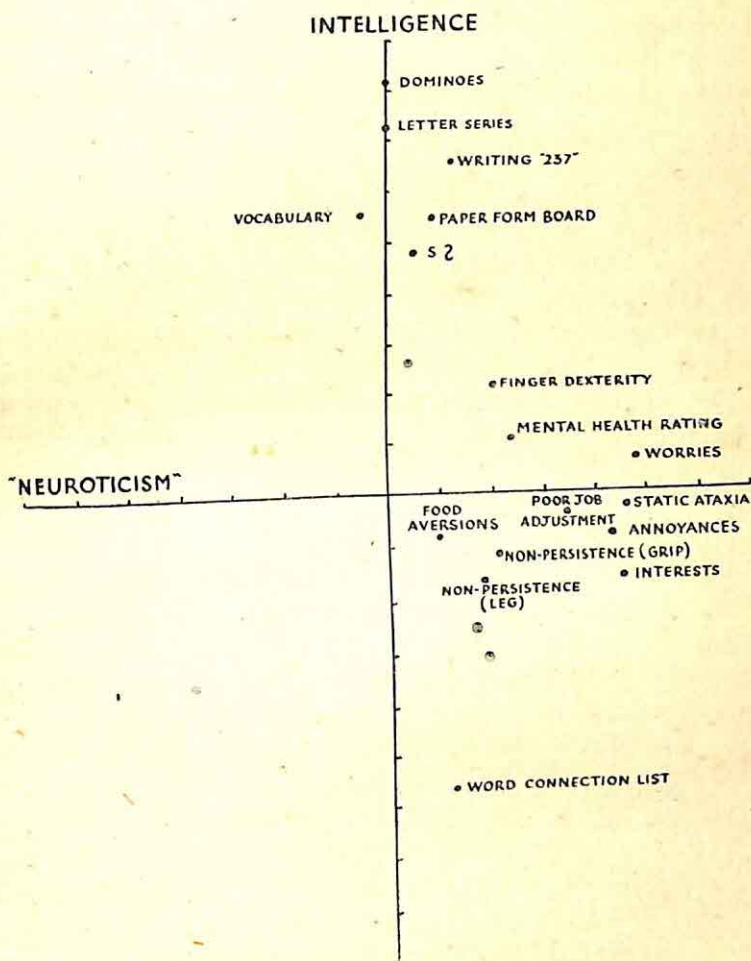 INTELLIGENCE
DOMINOES
LETTER SERIES
WRITING "237"
VOCABULARY
PAPER FORM BOARD
S
FINGER DEXTERITY
MENTAL HEALTH RATING
WORRIES
"NEUROTICISM"
STATIC ATAXIA
FOOD
AVERSIONS
POOR JOB
ADJUSTMENT
ANNOYANCES
NON-PERSISTENCE (GRIP)
INTERESTS
NON-PERSISTENCE
(LEG)
WORD CONNECTION LIST